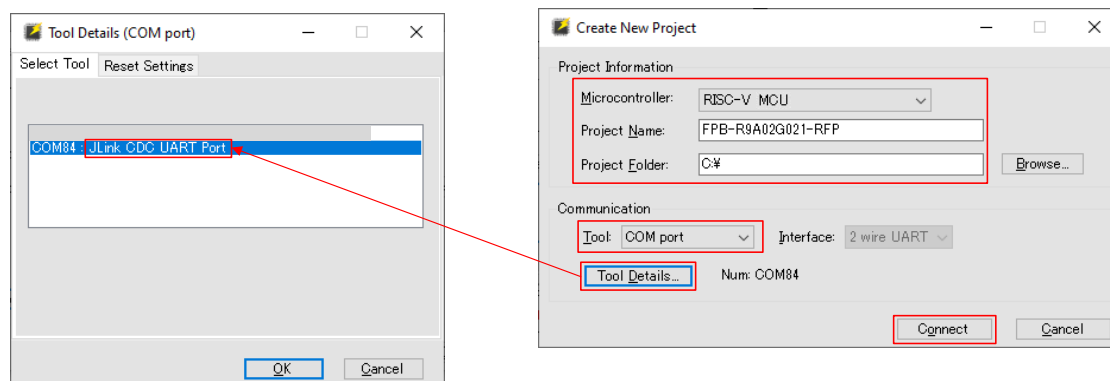 Tool Details (COM port)
Select Tool
Reset Settings
COM84 : JLink CDC UART Port
OK
Cancel
Create New Project
Project Information
Microcontroller:
RISC-V MCU
Project Name:
FPB-R9A02G021-RFP
Project Folder:
C:¥
Browse...
Communication
Tool:
COM port
Interface:
2 wire UART
Tool Details...
Num: COM84
Connect
Cancel